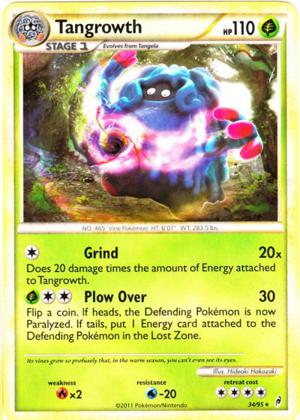 Tangrowth
HP110
STAGE 1
Evolves from Tangela
NO. 465 Vine Pokémon HT. 6'07" WT. 283.5 lbs.
Grind 20x
Does 20 damage times the amount of Energy attached
to Tangrowth.
Plow Over 30
Flip a coin. If heads, the Defending Pokémon is now
Paralyzed. If tails, put 1 Energy card attached to the
Defending Pokémon in the Lost Zone.
Its vines grow so profusely that, in the warm season, you can't even see its eyes.
Illus. Hideaki Hakozaki
weakness resistance retreat cost
×2 -20
34/95 ★
©2011 Pokémon/Nintendo